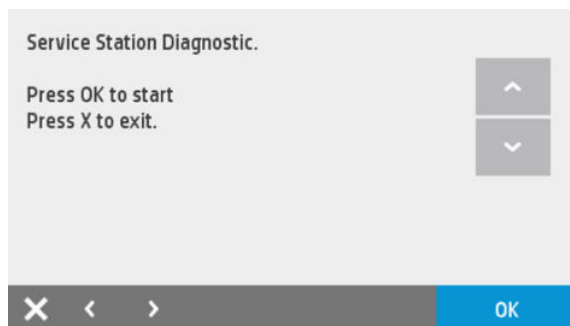 Service Station Diagnostic.
Press OK to start
Press X to exit.
OK